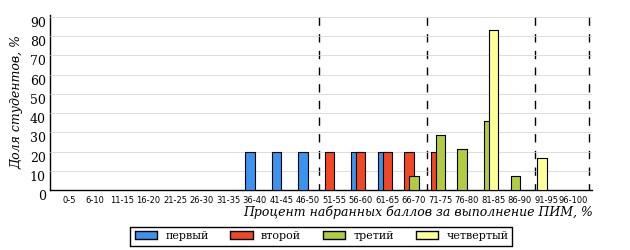 90
80
70
60
50
40
30
20
10
0
Доля студентов, %
0-5 6-10 11-15 16-20 21-25 26-30 31-35 36-40 41-45 46-50 51-55 56-60 61-65 66-70 71-75 76-80 81-85 86-90 91-95 96-100
Процент набранных баллов за выполнение ПИМ, %
первый второй третий четвертый